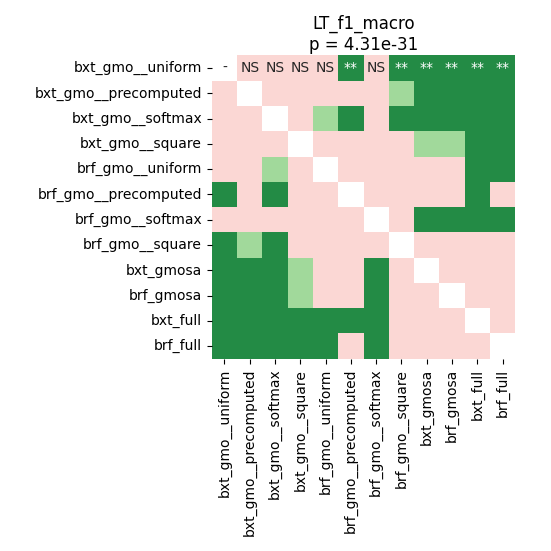 LT_f1_macro
p = 4.31e-31
bxt_gmo__uniform - NS NS NS NS ** NS ** ** ** ** **
bxt_gmo__precomputed
bxt_gmo__softmax
bxt_gmo__square
brf_gmo__uniform
brf_gmo__precomputed
brf_gmo__softmax
brf_gmo__square
bxt_gmosa
brf_gmosa
bxt_full
brf_full
bxt_gmo__uniform
bxt_gmo__precomputed
bxt_gmo__softmax
bxt_gmo__square
brf_gmo__uniform
brf_gmo__precomputed
brf_gmo__softmax
brf_gmo__square
bxt_gmosa
brf_gmosa
bxt_full
brf_full